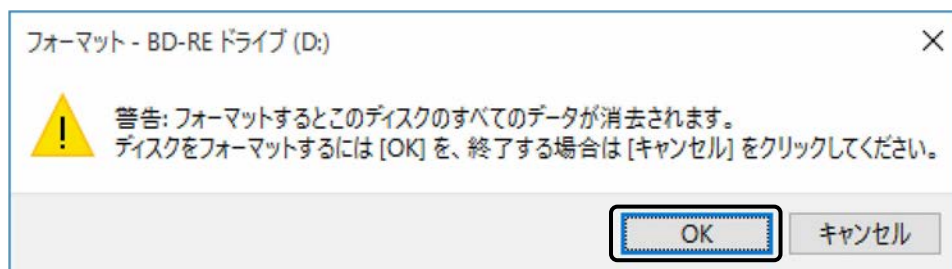 フォーマット - BD-RE ドライブ (D:)
警告: フォーマットするとこのディスクのすべてのデータが消去されます。
ディスクをフォーマットするには [OK] を、終了する場合は [キャンセル] をクリックしてください。
OK キャンセル